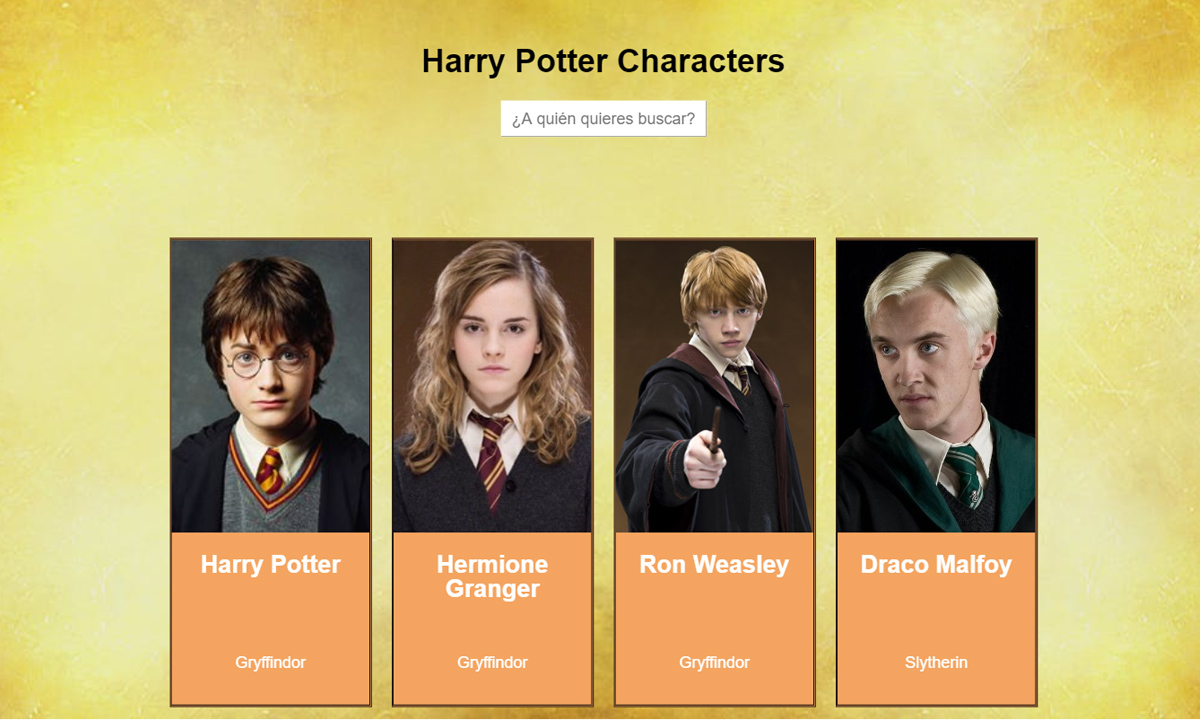 Harry Potter Characters
¿A quién quieres buscar?
Harry Potter
Hermione
Granger
Ron Weasley
Draco Malfoy
Gryffindor
Gryffindor
Gryffindor
Slytherin